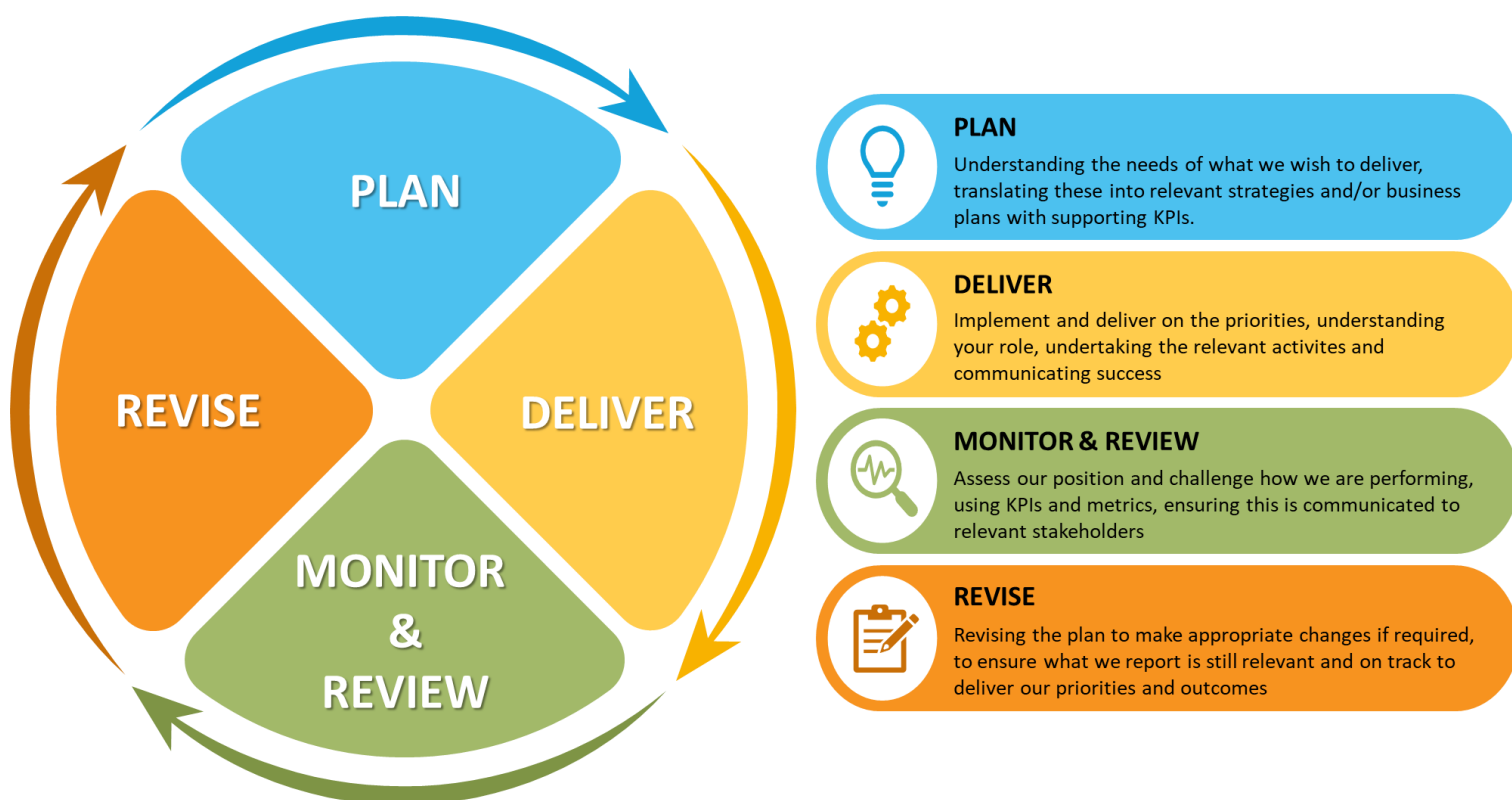 PLAN
DELIVER
REVISE
MONITOR
&
REVIEW
PLAN
Understanding the needs of what we wish to deliver,
translating these into relevant strategies and/or business
plans with supporting KPIs.
DELIVER
Implement and deliver on the priorities, understanding
your role, undertaking the relevant activites and
communicating success
MONITOR & REVIEW
Assess our position and challenge how we are performing,
using KPIs and metrics, ensuring this is communicated to
relevant stakeholders
REVISE
Revising the plan to make appropriate changes if required,
to ensure what we report is still relevant and on track to
deliver our priorities and outcomes